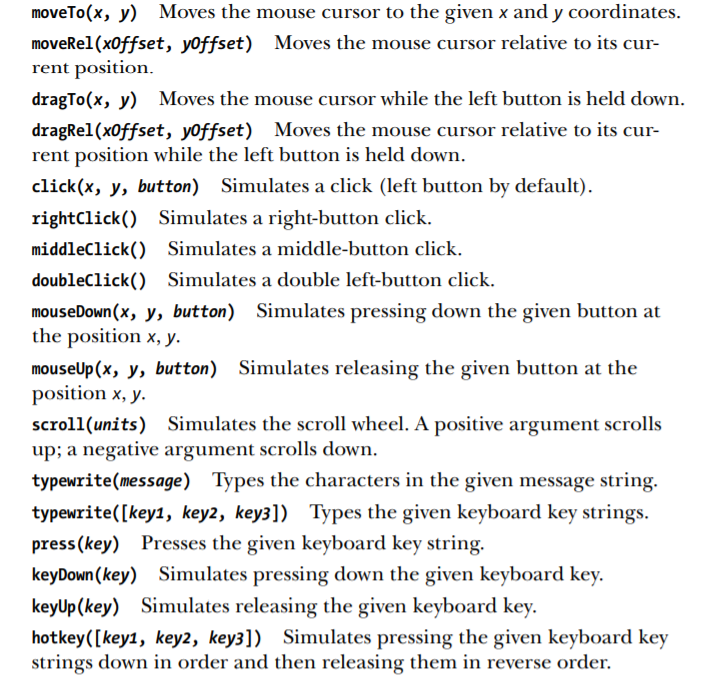 moveTo(x, y) Moves the mouse cursor to the given x and y coordinates.
moveRel(xOffset, yOffset) Moves the mouse cursor relative to its cur-
rent position.
dragTo(x, y) Moves the mouse cursor while the left button is held down.
dragRel(xOffset, yOffset) Moves the mouse cursor relative to its cur-
rent position while the left button is held down.
click(x, y, button) Simulates a click (left button by default).
rightClick() Simulates a right-button click.
middleClick() Simulates a middle-button click.
doubleClick() Simulates a double left-button click.
mouseDown(x, y, button) Simulates pressing down the given button at
the position x, y.
mouseUp(x, y, button) Simulates releasing the given button at the
position x, y.
scroll(units) Simulates the scroll wheel. A positive argument scrolls
up; a negative argument scrolls down.
typewrite(message) Types the characters in the given message string.
typewrite([key1, key2, key3]) Types the given keyboard key strings.
press(key) Presses the given keyboard key string.
keyDown(key) Simulates pressing down the given keyboard key.
keyUp(key) Simulates releasing the given keyboard key.
hotkey([key1, key2, key3]) Simulates pressing the given keyboard key
strings down in order and then releasing them in reverse order.